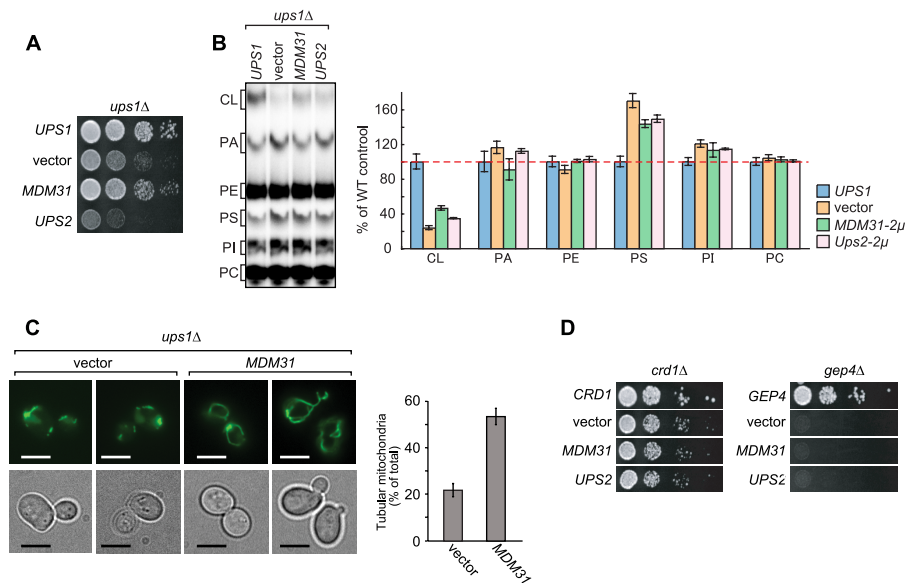 A
ups1Δ
UPS1
vector
MDM31
UPS2
B
ups1Δ
UPS1
vector
MDM31
UPS2
CL
PA
PE
PS
PI
PC
% of WT controol
160
120
80
40
0
CL
PA
PE
PS
PI
PC
UPS1
vector
MDM31-2µ
Ups2-2µ
C
ups1Δ
vector
MDM31
Tubular mitochondria
(% of total)
60
40
20
0
vector
MDM31
D
crd1Δ
CRD1
vector
MDM31
UPS2
gep4Δ
GEP4
vector
MDM31
UPS2